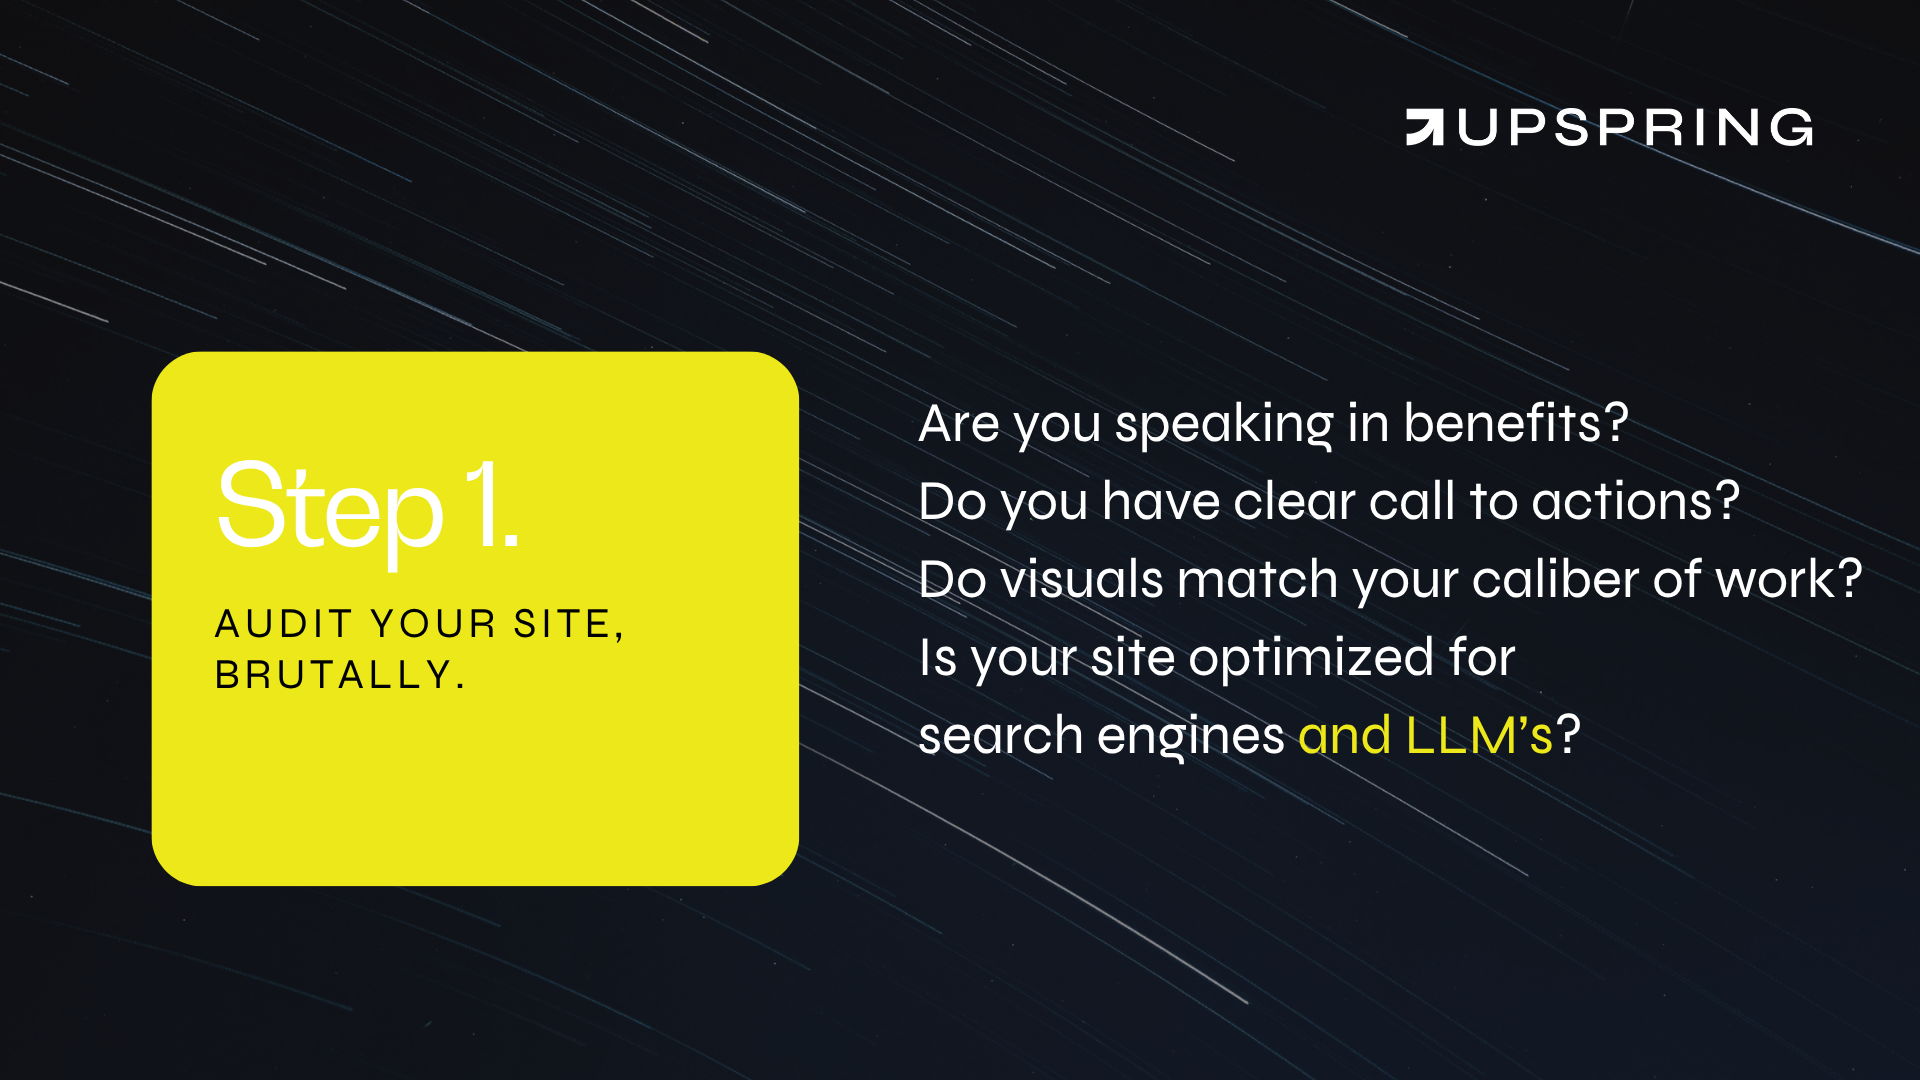 UPSPRING
Step 1.
AUDIT YOUR SITE,
BRUTALLY.
Are you speaking in benefits?
Do you have clear call to actions?
Do visuals match your caliber of work?
Is your site optimized for
search engines and LLM’s?